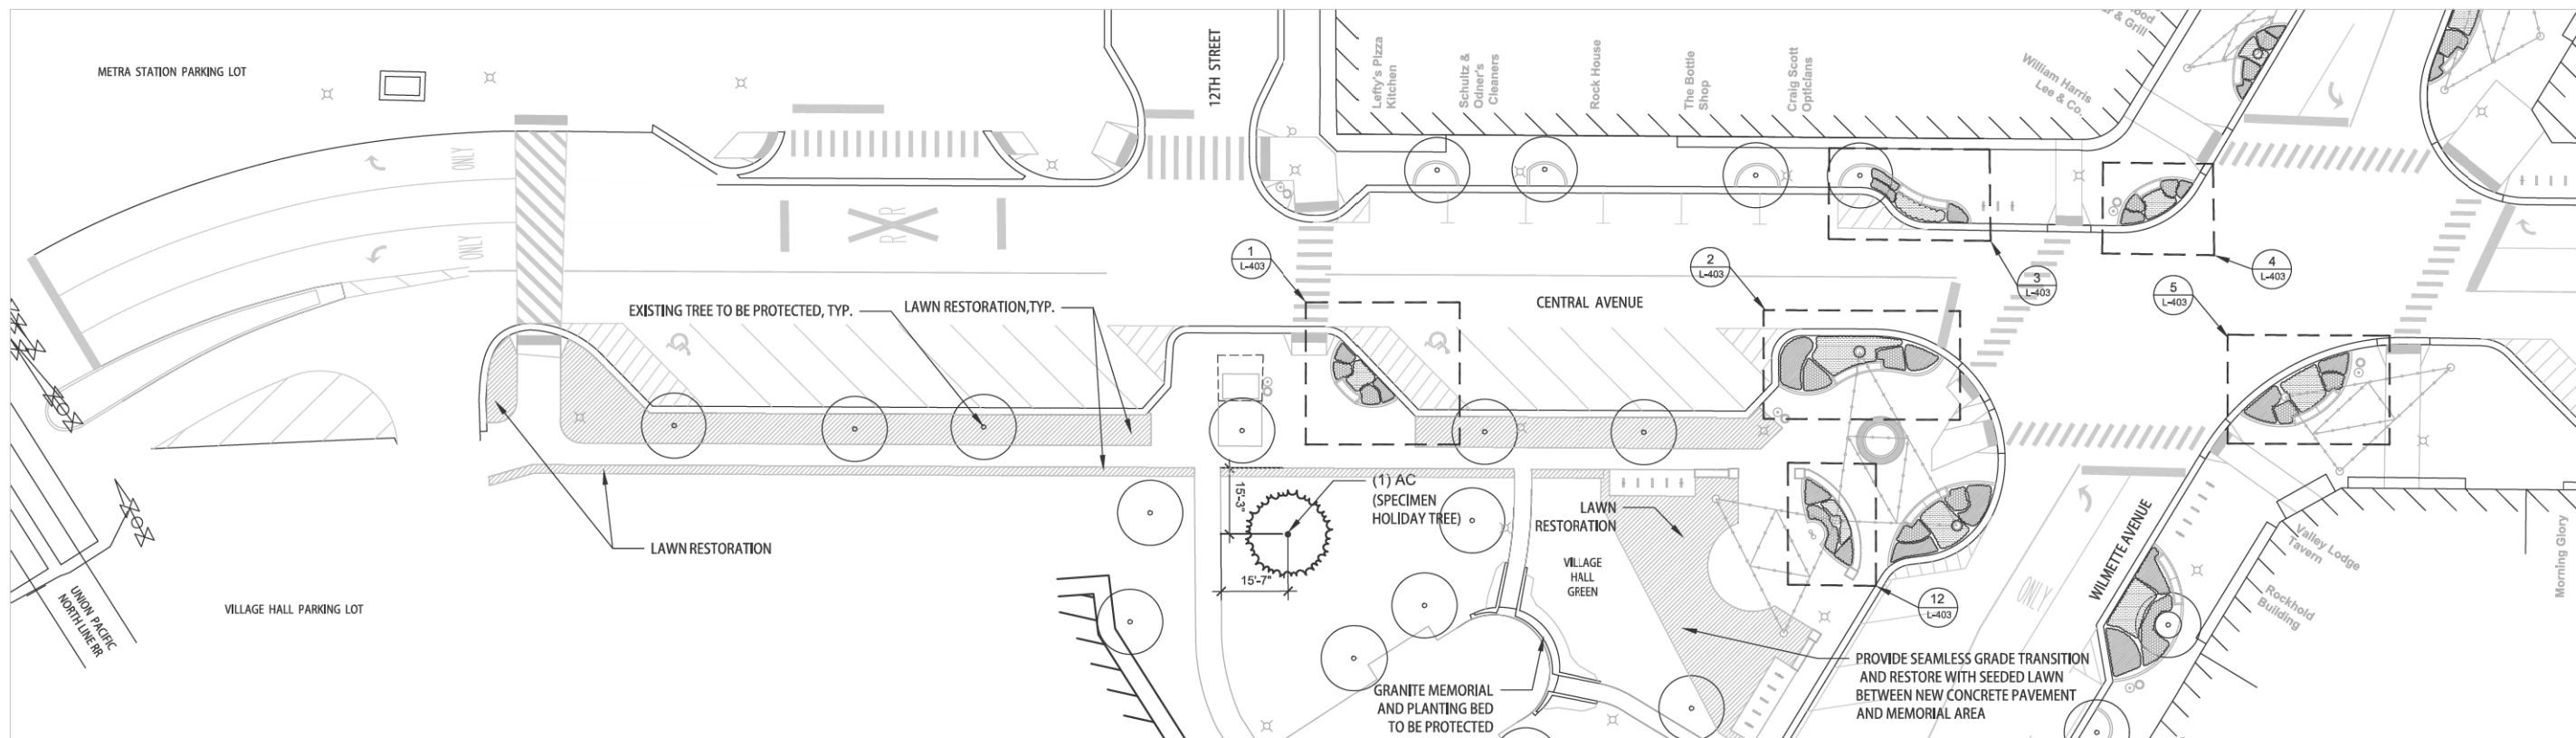 METRA STATION PARKING LOT
ONLY
ONLY
R R
12TH STREET
Lefty's Pizza
Kitchen
Schultz &
Odner's
Cleaners
Rock House
The Bottle
Shop
Craig Scott
Opticians
William Harris
Lee & Co.
& Grill
1
L-403
2
L-403
3
L-403
4
L-403
5
L-403
CENTRAL AVENUE
EXISTING TREE TO BE PROTECTED, TYP.
LAWN RESTORATION,TYP.
15'-3"
15'-7"
(1) AC
(SPECIMEN
HOLIDAY TREE)
LAWN
RESTORATION
VILLAGE
HALL
GREEN
LAWN RESTORATION
UNION PACIFIC
NORTH LINE RR
VILLAGE HALL PARKING LOT
12
L-403
GRANITE MEMORIAL
AND PLANTING BED
TO BE PROTECTED
PROVIDE SEAMLESS GRADE TRANSITION
AND RESTORE WITH SEEDED LAWN
BETWEEN NEW CONCRETE PAVEMENT
AND MEMORIAL AREA
ONLY
WILMETTE AVENUE
Valley Lodge
Tavern
Rockhold
Building
Morning Glory